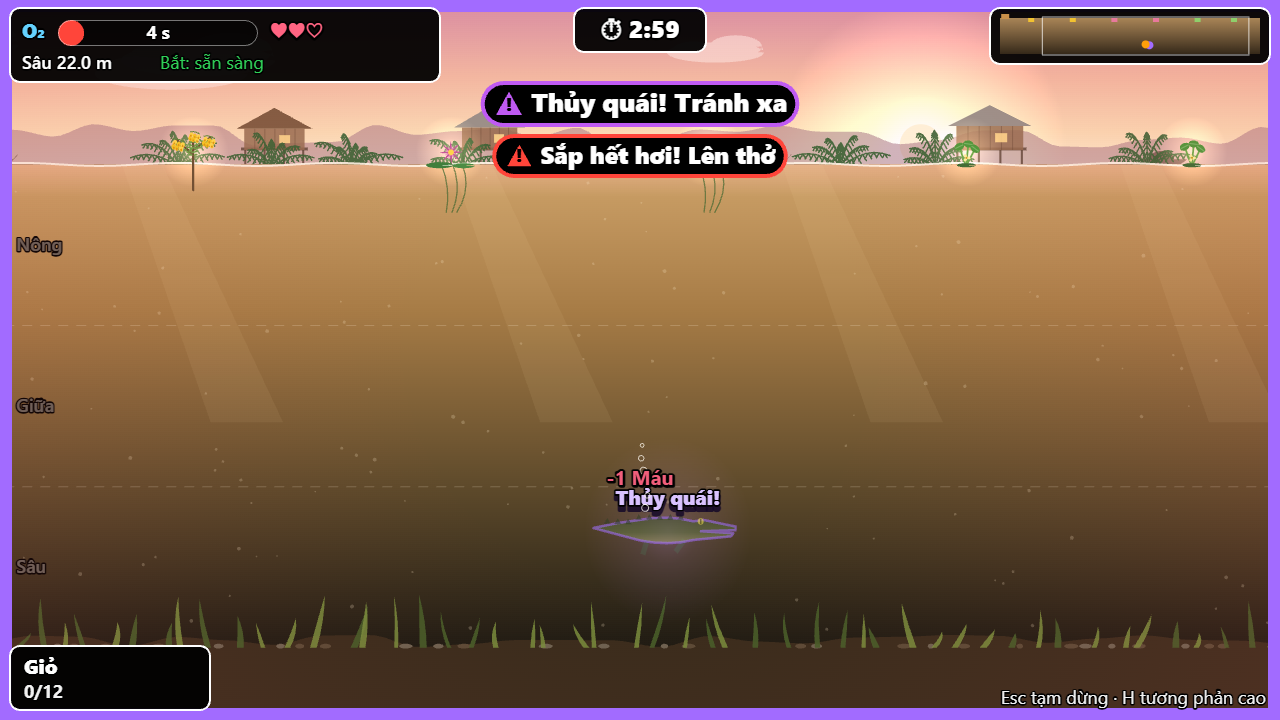 O₂ 4 s
Sâu 22.0 m Bắt: sẵn sàng
⏱ 2:59
Thủy quái! Tránh xa
Sắp hết hơi! Lên thở
Nông
Giữa
-1 Máu
Thủy quái!
Sâu
Giỏ
0/12
Esc tạm dừng · H tương phản cao